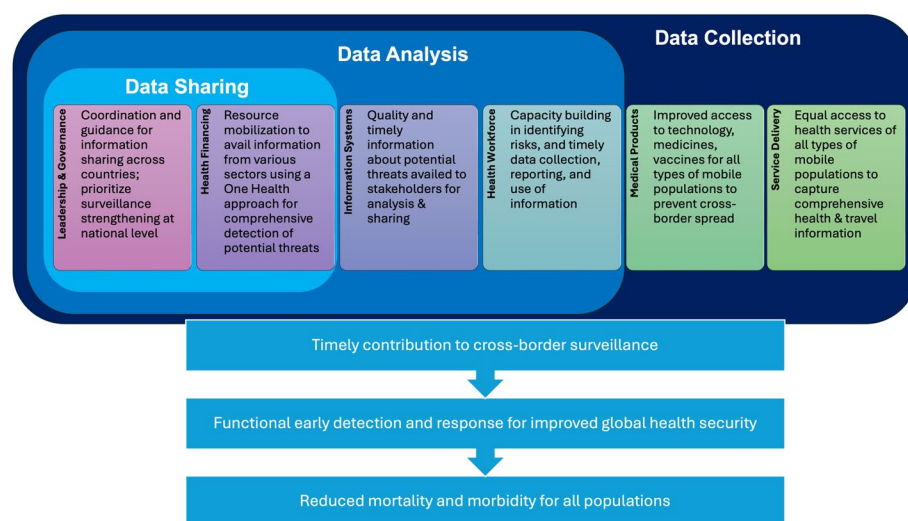 Data Collection
Data Analysis
Data Sharing
Leadership & Governance
Coordination and
guidance for
information
sharing across
countries;
prioritize
surveillance
strengthening at
national level
Health Financing
Resource
mobilization to
avail information
from various
sectors using a
One Health
approach for
comprehensive
detection of
potential threats
Information Systems
Quality and
timely
information
about potential
threats availed to
stakeholders for
analysis &
sharing
Health Workforce
Capacity building
in identifying
risks, and timely
data collection,
reporting, and
use of
information
Medical Products
Improved access
to technology,
medicines,
vaccines for all
types of mobile
populations to
prevent cross-
border spread
Service Delivery
Equal access to
health services of
all types of
mobile
populations to
capture
comprehensive
health & travel
information
Timely contribution to cross-border surveillance
Functional early detection and response for improved global health security
Reduced mortality and morbidity for all populations